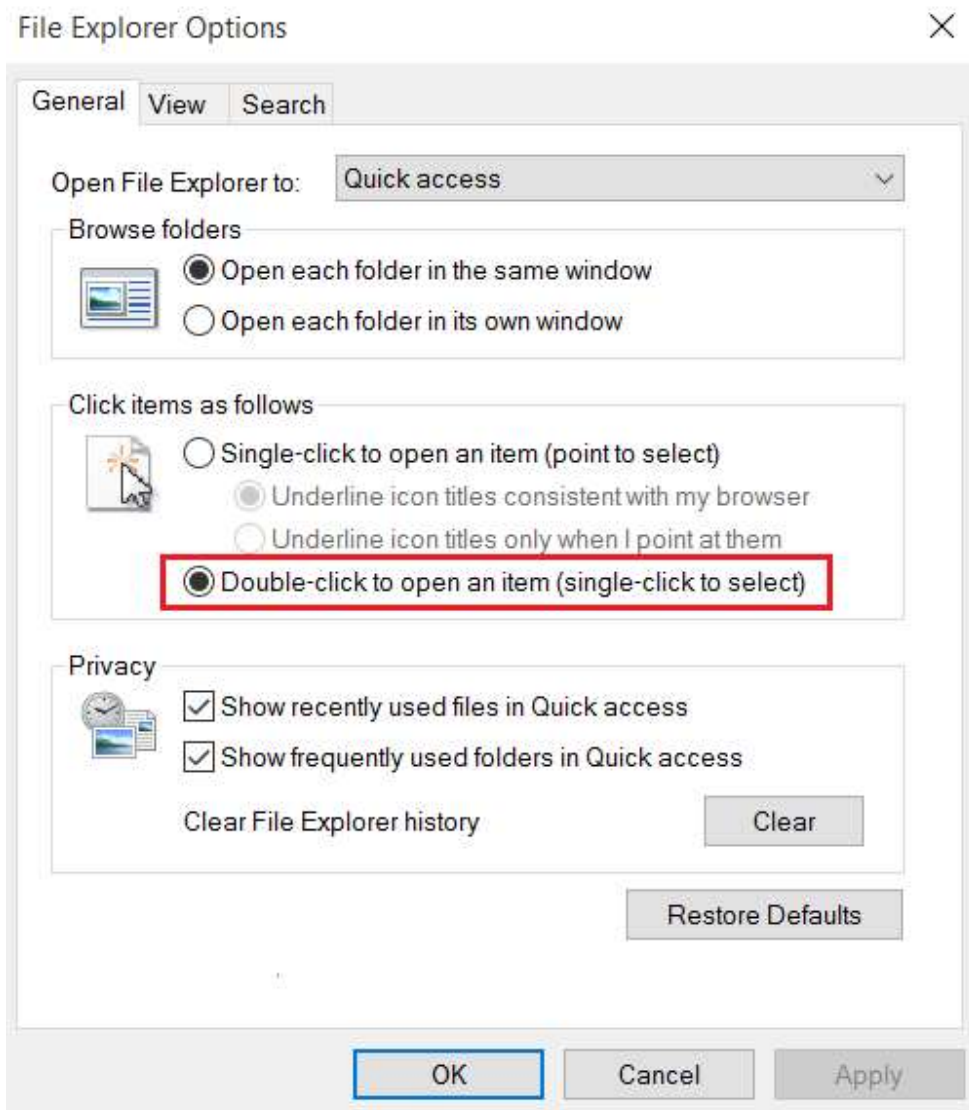 File Explorer Options
General View Search
Open File Explorer to: Quick access
Browse folders
Open each folder in the same window
Open each folder in its own window
Click items as follows
Single-click to open an item (point to select)
Underline icon titles consistent with my browser
Underline icon titles only when I point at them
Double-click to open an item (single-click to select)
Privacy
Show recently used files in Quick access
Show frequently used folders in Quick access
Clear File Explorer history Clear
Restore Defaults
OK Cancel Apply